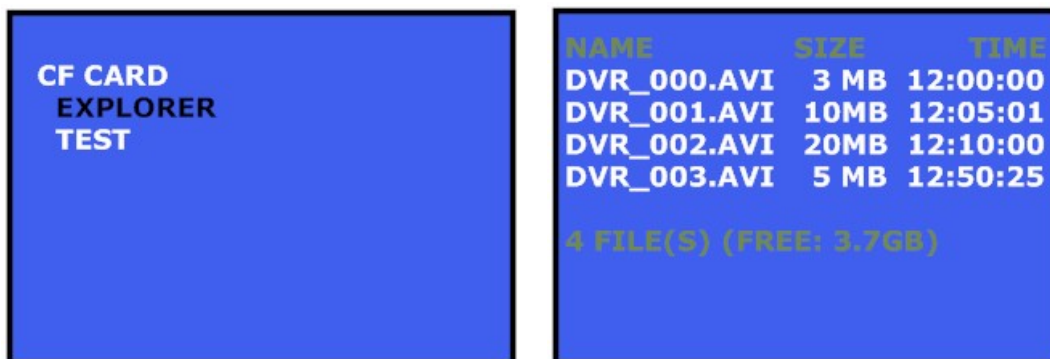 CF CARD
EXPLORER
TEST
NAME SIZE TIME
DVR_000.AVI 3 MB 12:00:00
DVR_001.AVI 10MB 12:05:01
DVR_002.AVI 20MB 12:10:00
DVR_003.AVI 5 MB 12:50:25
4 FILE(S) (FREE: 3.7GB)